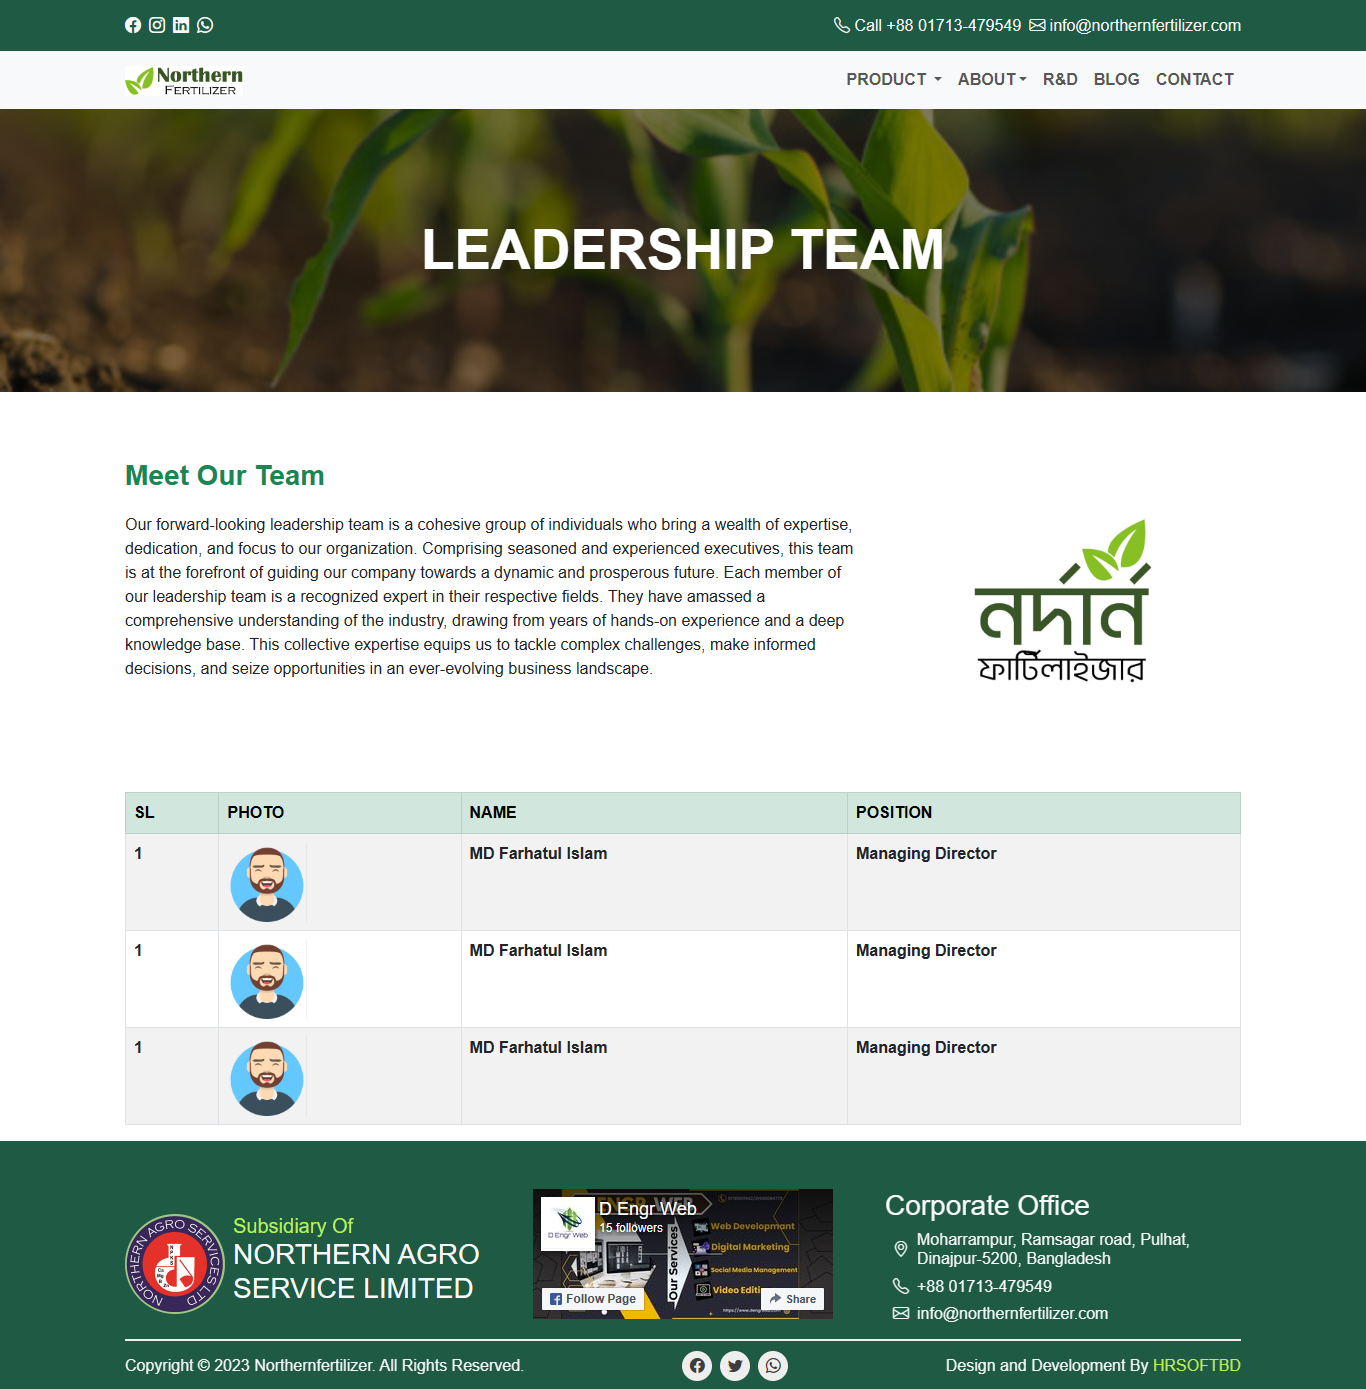 Call +88 01713-479549 info@northernfertilizer.com
Northern
FERTILIZER
PRODUCT ABOUT R&D BLOG CONTACT
LEADERSHIP TEAM
Meet Our Team
Our forward-looking leadership team is a cohesive group of individuals who bring a wealth of expertise,
dedication, and focus to our organization. Comprising seasoned and experienced executives, this team
is at the forefront of guiding our company towards a dynamic and prosperous future. Each member of
our leadership team is a recognized expert in their respective fields. They have amassed a
comprehensive understanding of the industry, drawing from years of hands-on experience and a deep
knowledge base. This collective expertise equips us to tackle complex challenges, make informed
decisions, and seize opportunities in an ever-evolving business landscape.
নর্দার্ন
ফার্টিলাইজার
SL PHOTO NAME POSITION
1 MD Farhatul Islam Managing Director
1 MD Farhatul Islam Managing Director
1 MD Farhatul Islam Managing Director
NORTHERN AGRO SERVICES LTD
Subsidiary Of
NORTHERN AGRO
SERVICE LIMITED
D Engr Web
15 followers
D Engr Web
Our Services
Web Developmant
Digital Marketing
Social Media Management
Video Editi
Follow Page
Share
Corporate Office
Moharrampur, Ramsagar road, Pulhat,
Dinajpur-5200, Bangladesh
+88 01713-479549
info@northernfertilizer.com
Copyright © 2023 Northernfertilizer. All Rights Reserved.
Design and Development By HRSOFTBD